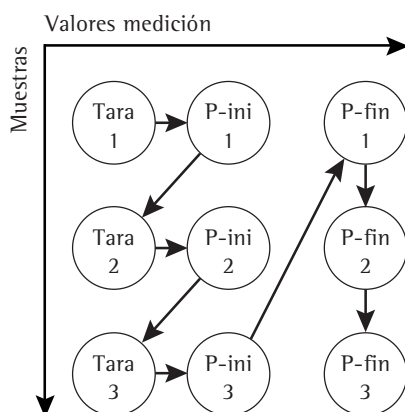 Valores medición
Muestras
Tara
1
P-ini
1
P-fin
1
Tara
2
P-ini
2
P-fin
2
Tara
3
P-ini
3
P-fin
3